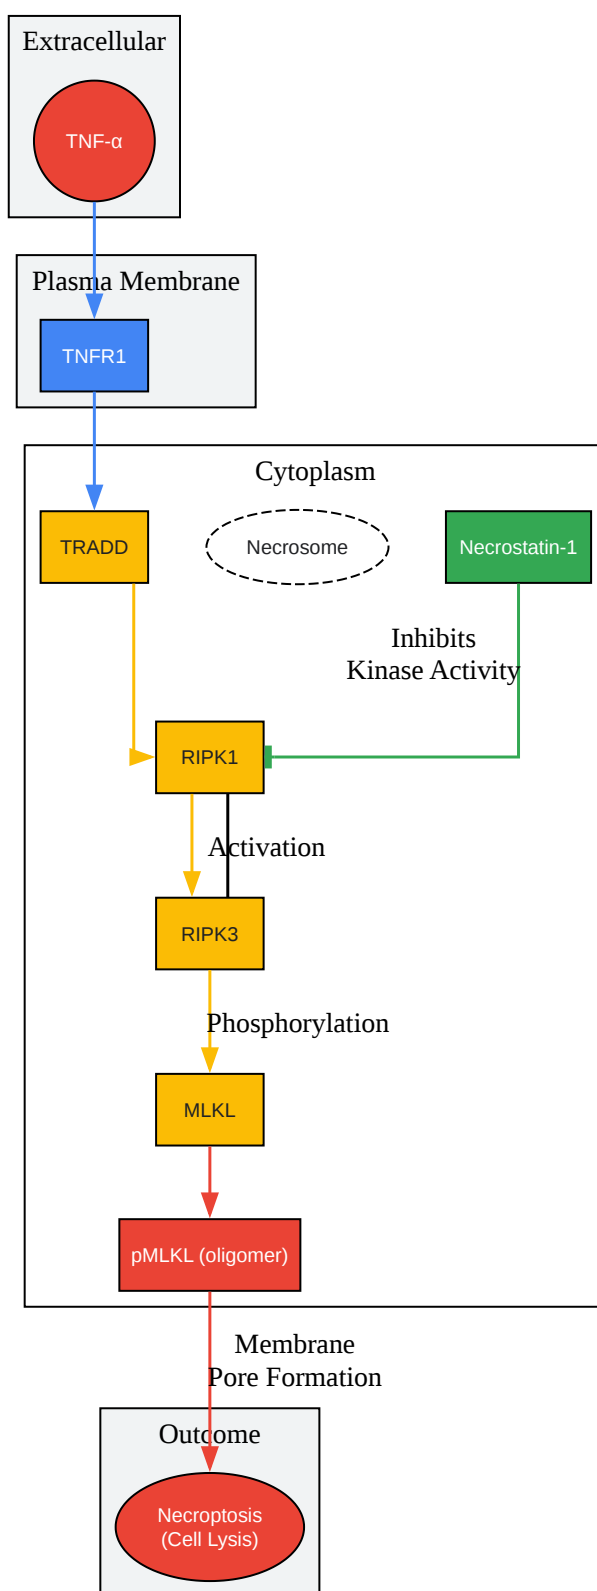 Extracellular
TNF-α
Plasma Membrane
TNFR1
Cytoplasm
TRADD
Necrosome
Necrostatin-1
Inhibits
Kinase Activity
RIPK1
Activation
RIPK3
Phosphorylation
MLKL
pMLKL (oligomer)
Membrane
Pore Formation
Outcome
Necroptosis
(Cell Lysis)